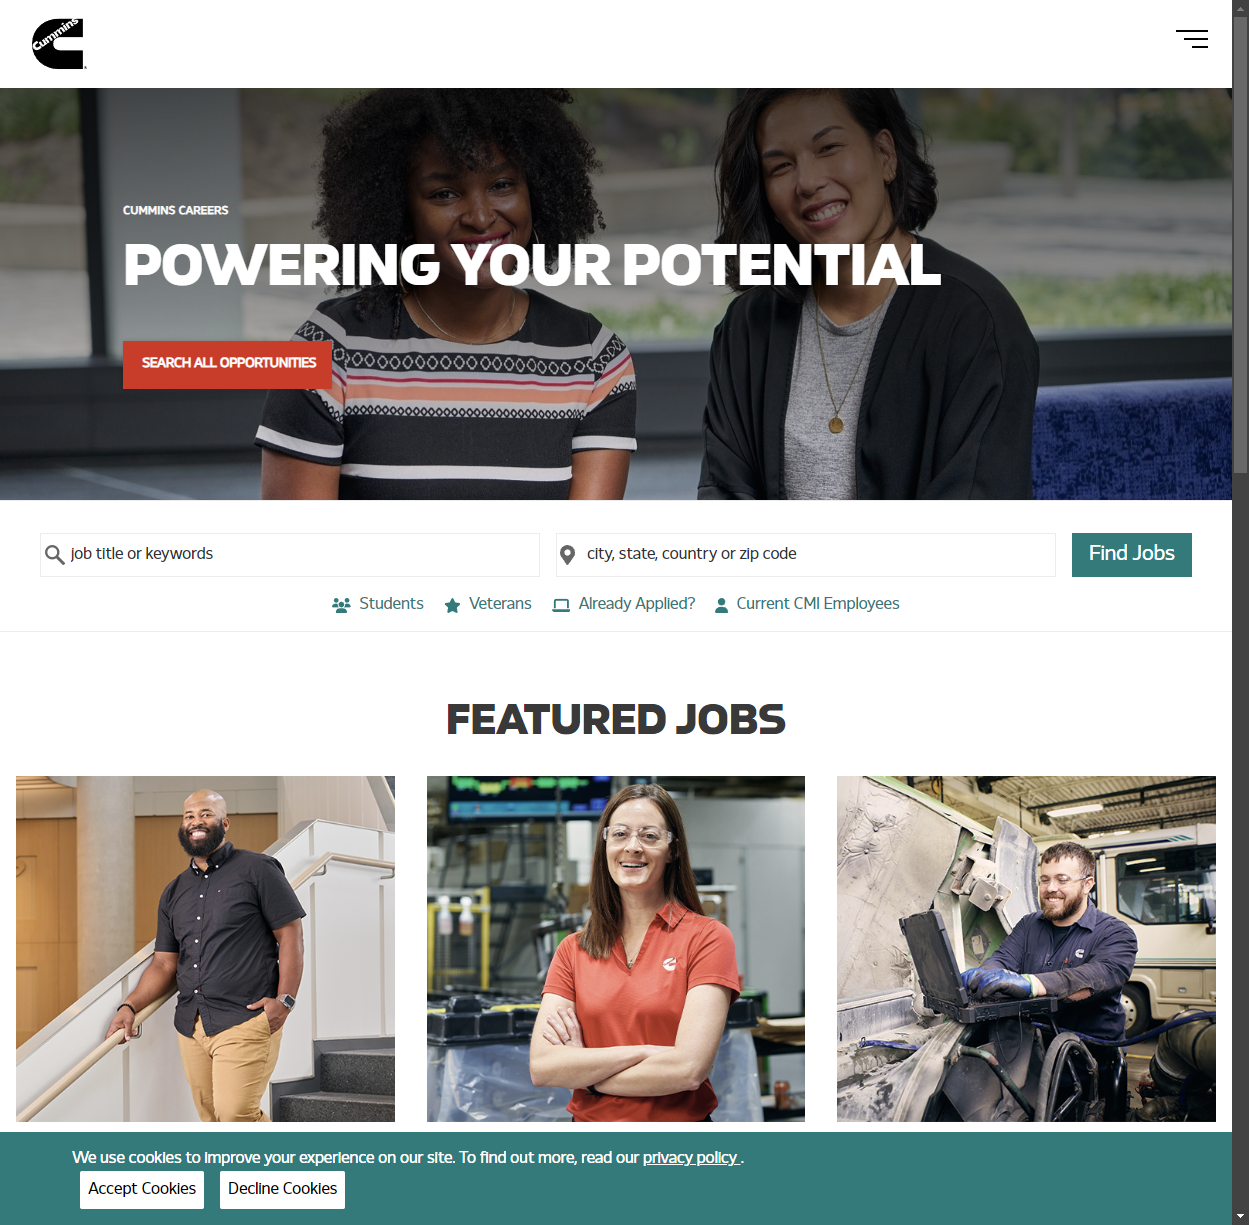 Cummins
CUMMINS CAREERS
POWERING YOUR POTENTIAL
SEARCH ALL OPPORTUNITIES
job title or keywords
city, state, country or zip code
Find Jobs
Students
Veterans
Already Applied?
Current CMI Employees
FEATURED JOBS
We use cookies to improve your experience on our site. To find out more, read our privacy policy .
Accept Cookies
Decline Cookies